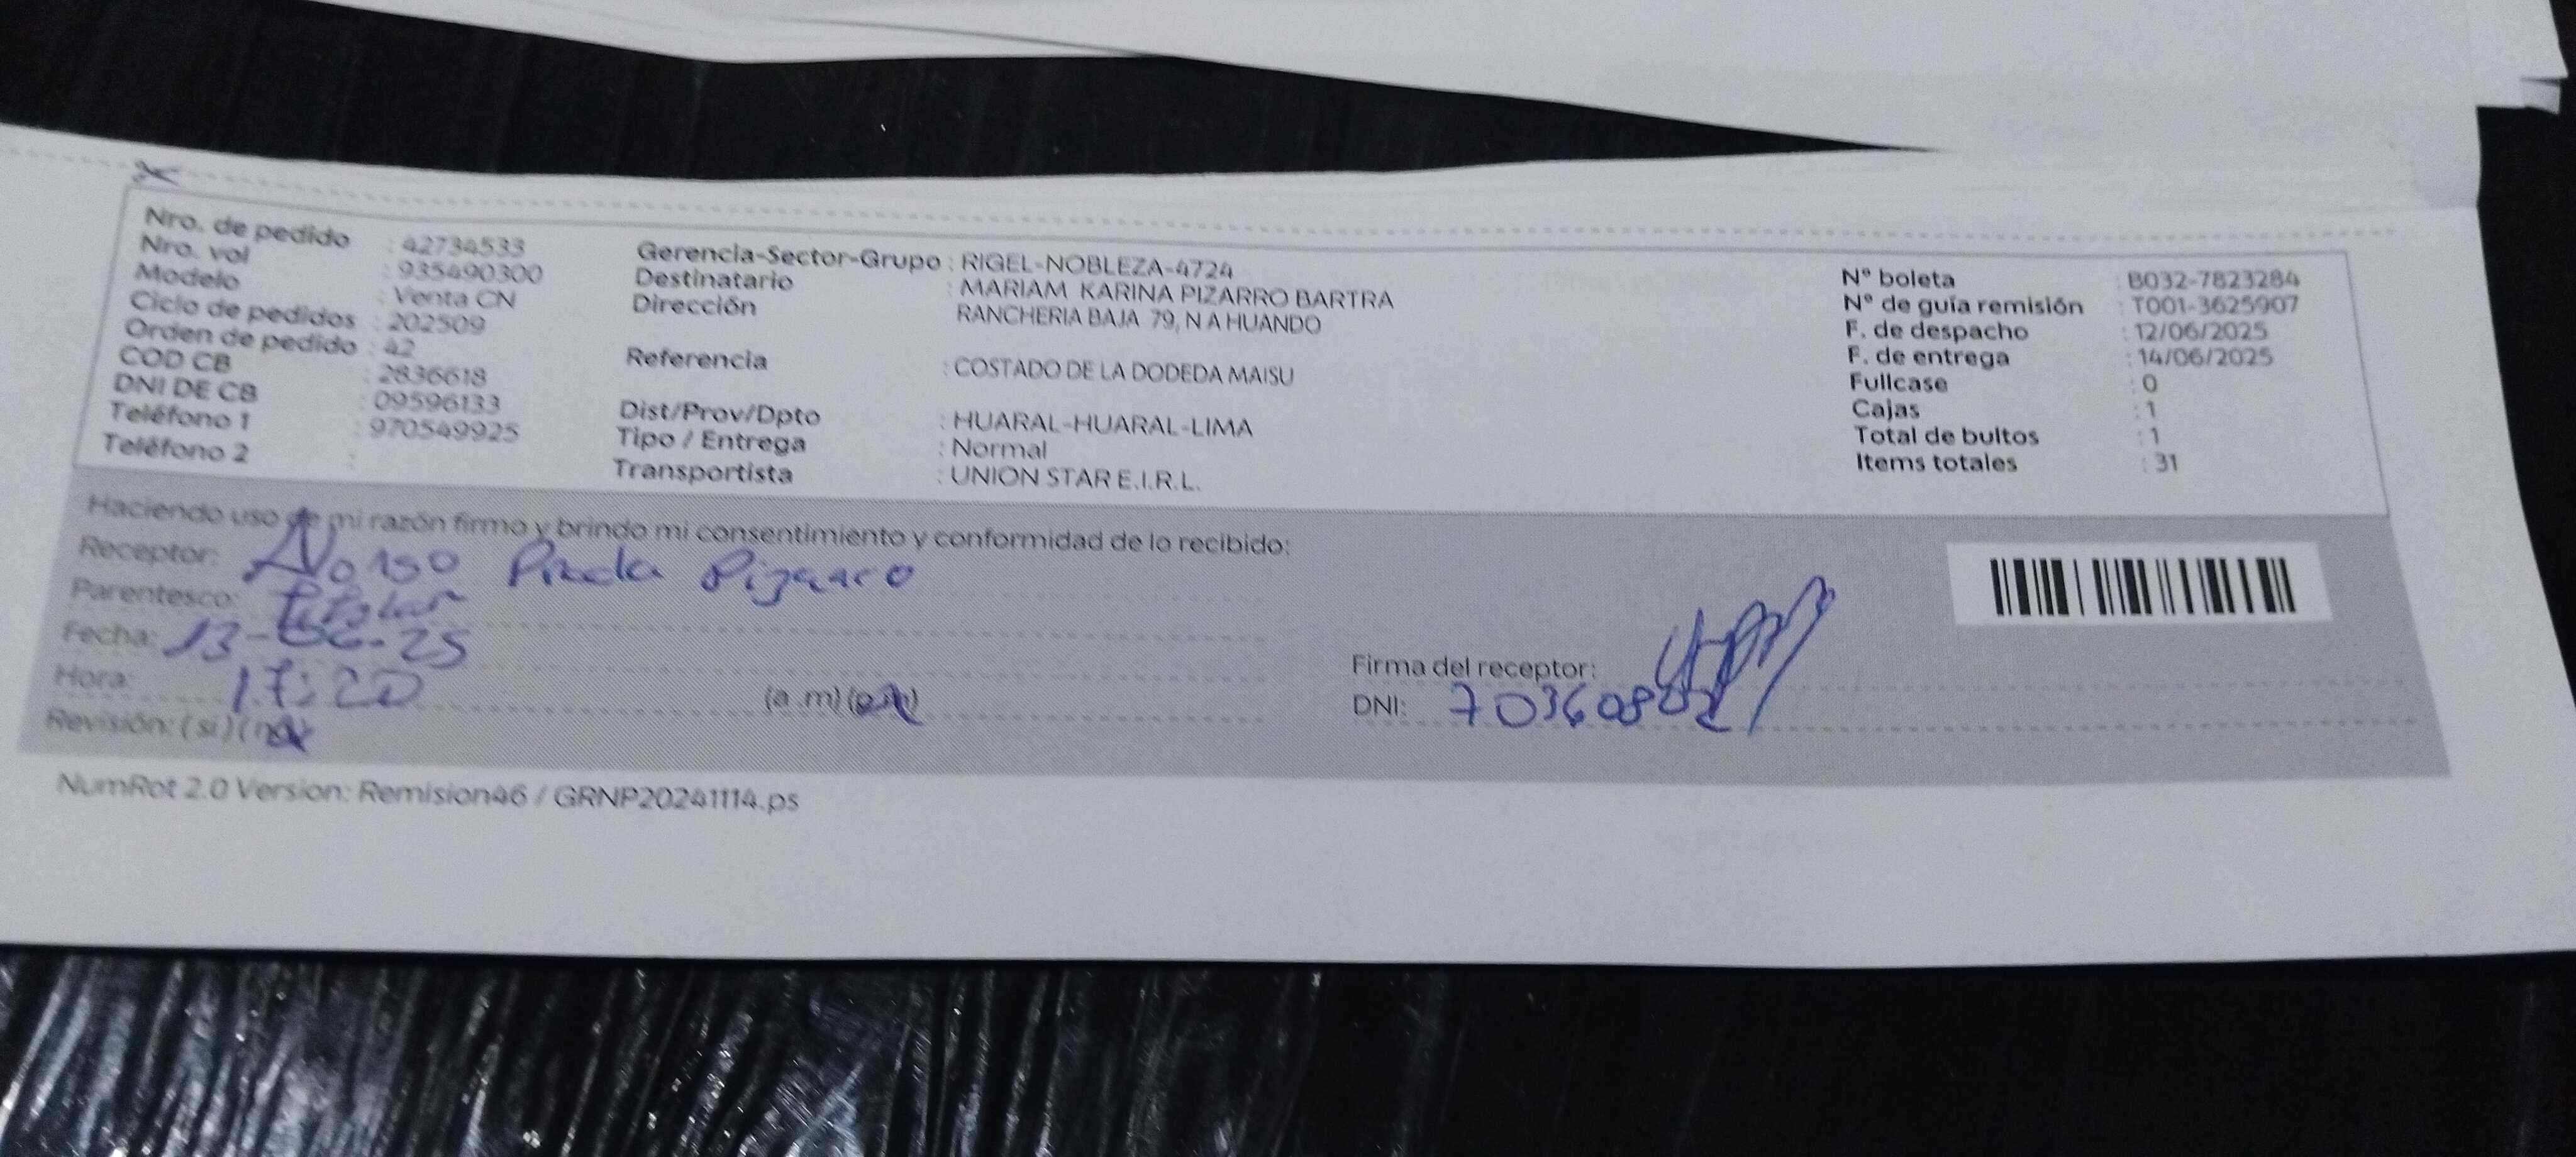 Nro. de pedido : 42734533
Nro. vol : 935490300
Modelo : Venta CN
Ciclo de pedidos : 202509
Orden de pedido : 42
COD CB : 2836618
DNI DE CB : 09596133
Teléfono 1 : 970549925
Teléfono 2 :
Gerencia-Sector-Grupo : RIGEL-NOBLEZA-4724
Destinatario : MARIAM KARINA PIZARRO BARTRA
Dirección RANCHERIA BAJA 79, N A HUANDO
Referencia : COSTADO DE LA DODEDA MAISU
Dist/Prov/Dpto : HUARAL-HUARAL-LIMA
Tipo / Entrega : Normal
Transportista : UNION STAR E.I.R.L.
N° boleta : B032-7823284
N° de guía remisión : T001-3625907
F. de despacho : 12/06/2025
F. de entrega : 14/06/2025
Fullcase : 0
Cajas : 1
Total de bultos : 1
Items totales : 31
Haciendo uso de mi razón firmo y brindo mi consentimiento y conformidad de lo recibido:
Receptor: Pizarro
Parentesco: titular
Fecha: 13-06-25
Hora: 17:20 (a .m) (p.m)
Revisión: ( si ) ( no
Firma del receptor:
DNI: 70360802
NumRot 2.0 Version: Remision46 / GRNP20241114.ps